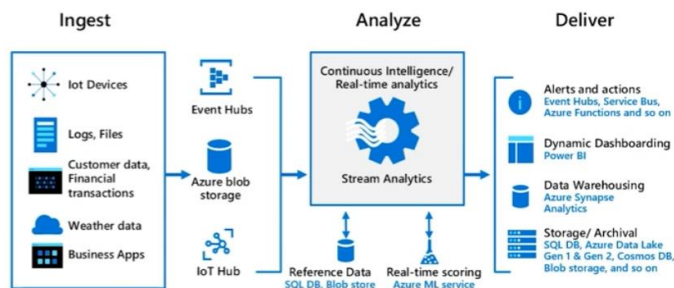 Ingest
Analyze
Deliver
Iot Devices
Logs, Files
Customer data,
Financial
transactions
Weather data
Business Apps
Event Hubs
Azure blob
storage
IoT Hub
Continuous Intelligence/
Real-time analytics
Stream Analytics
Reference Data
SQL DB, Blob store
Real-time scoring
Azure ML service
Alerts and actions
Event Hubs, Service Bus,
Azure Functions and so on
Dynamic Dashboarding
Power BI
Data Warehousing
Azure Synapse
Analytics
Storage/ Archival
SQL DB, Azure Data Lake
Gen 1 & Gen 2, Cosmos DB,
Blob storage, and so on